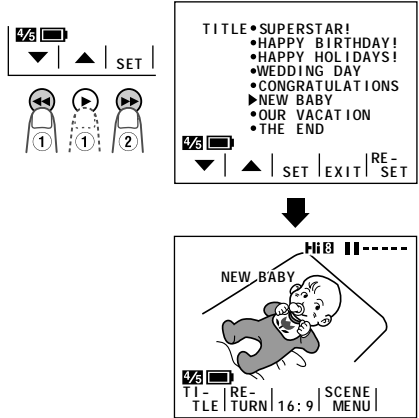 4/5
SET
1 1 2
TITLE•SUPERSTAR!
•HAPPY BIRTHDAY!
•HAPPY HOLIDAYS!
•WEDDING DAY
•CONGRATULATIONS
▶NEW BABY
•OUR VACATION
•THE END
4/5
SET EXIT RE-SET
Hi8
NEW BABY
4/5
TI-TLE RE-TURN 16:9 SCENE MENU